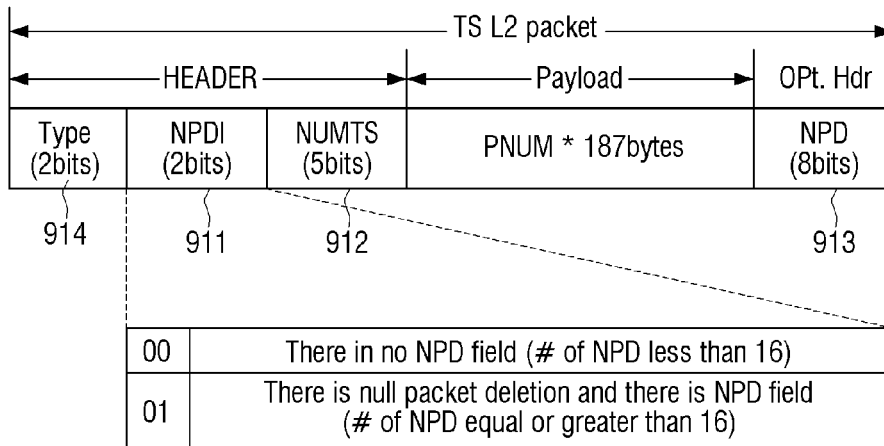 TS L2 packet
HEADER Payload OPt. Hdr
Type NPDI NUMTS PNUM * 187bytes NPD
(2bits) (2bits) (5bits) (8bits)
914 911 912 913
00 There in no NPD field (# of NPD less than 16)
01 There is null packet deletion and there is NPD field
(# of NPD equal or greater than 16)